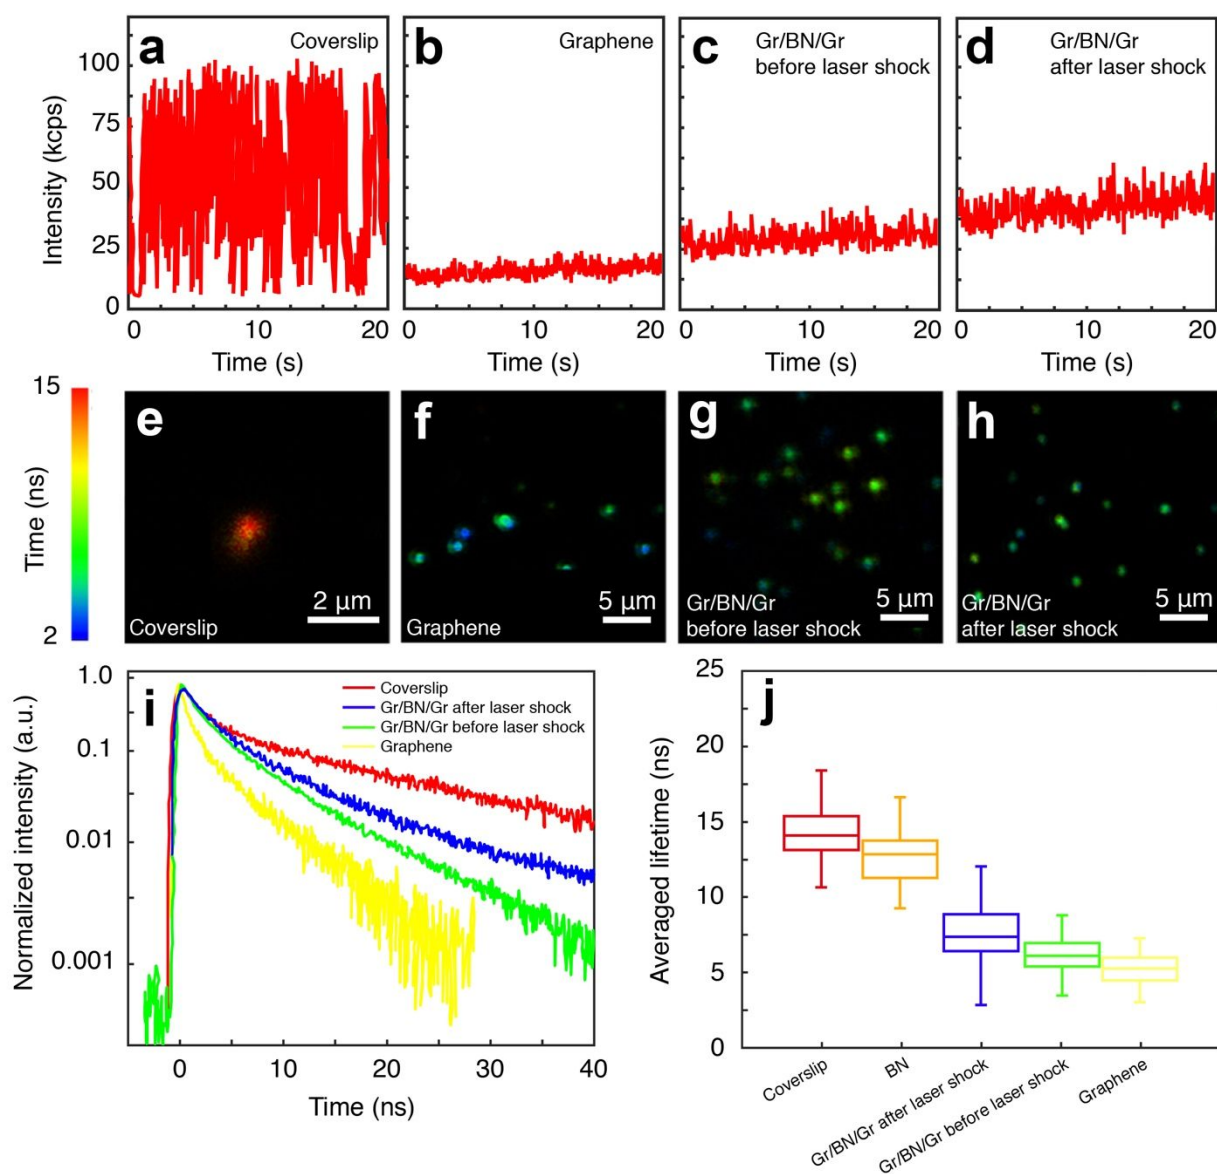 a
Coverslip
b
Graphene
c
Gr/BN/Gr
before laser shock
d
Gr/BN/Gr
after laser shock
Intensity (kcps)
100
75
50
25
0
0 10 20
0 10 20
0 10 20
0 10 20
Time (s)
Time (s)
Time (s)
Time (s)
15
Time (ns)
2
e
2 µm
Coverslip
f
5 µm
Graphene
g
5 µm
Gr/BN/Gr
before laser shock
h
5 µm
Gr/BN/Gr
after laser shock
i
Normalized intensity (a.u.)
1.0
0.1
0.01
0.001
Coverslip
Gr/BN/Gr after laser shock
Gr/BN/Gr before laser shock
Graphene
0 10 20 30 40
Time (ns)
j
Averaged lifetime (ns)
25
20
15
10
5
0
Coverslip
BN
Gr/BN/Gr after laser shock
Gr/BN/Gr before laser shock
Graphene